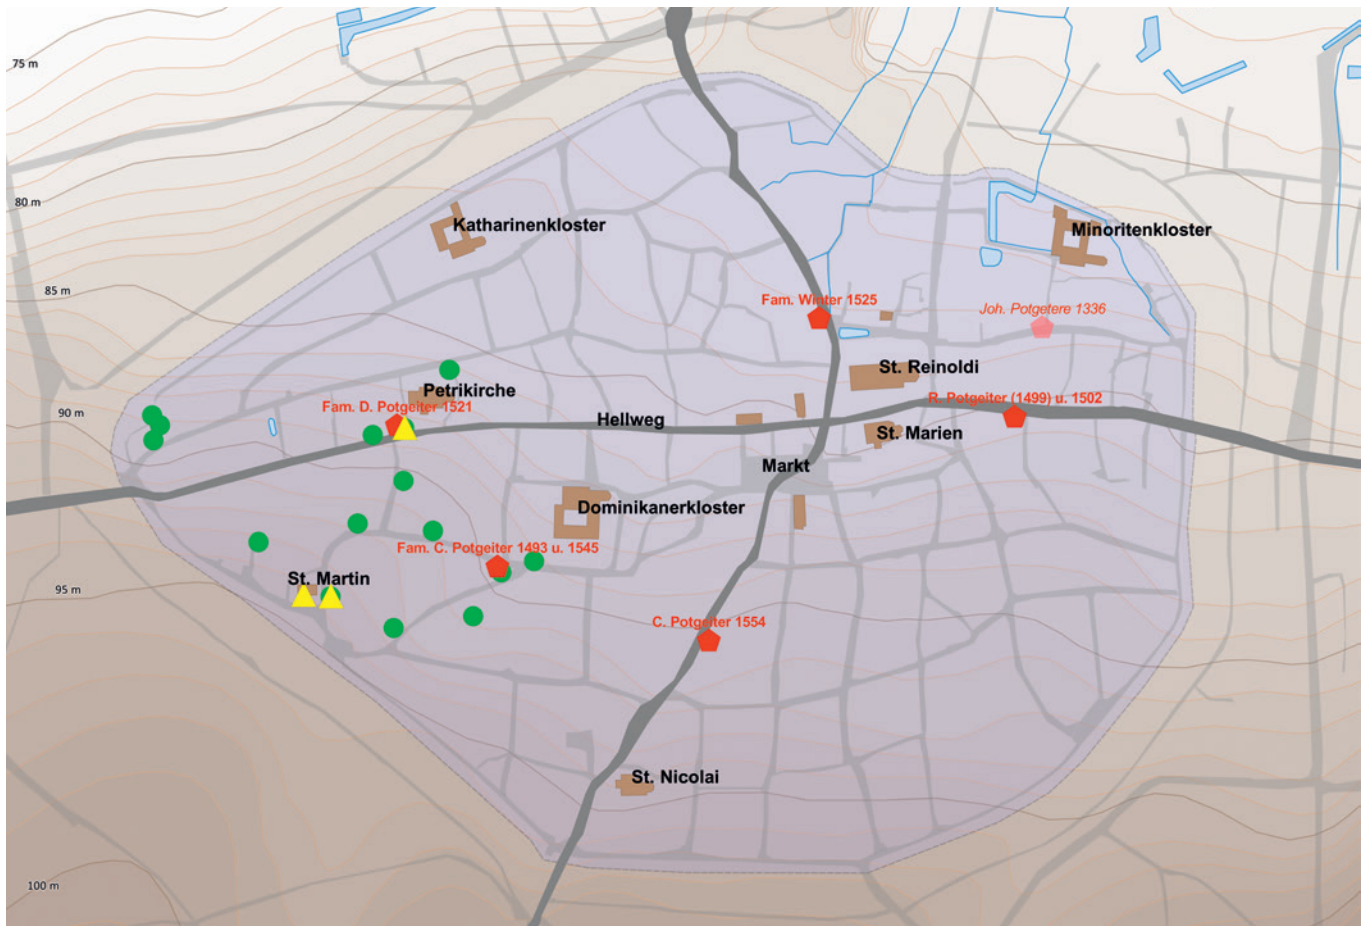 75 m
80 m
Katharinenkloster
Minoritenkloster
85 m
Fam. Winter 1525
Joh. Potgetere 1336
St. Reinoldi
Petrikirche
R. Potgeiter (1499) u. 1502
Fam. D. Potgeiter 1521
90 m
Hellweg
St. Marien
Markt
Dominikanerkloster
Fam. C. Potgeiter 1493 u. 1545
St. Martin
95 m
C. Potgeiter 1554
St. Nicolai
100 m